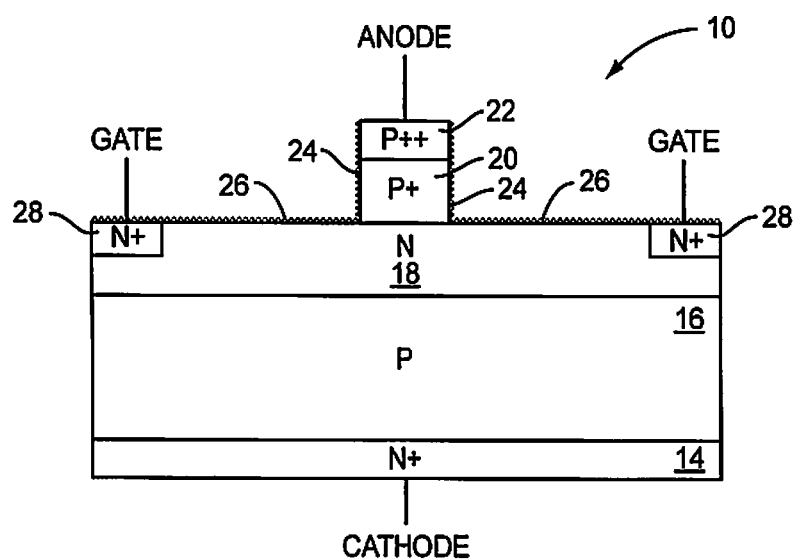 10
ANODE
22
P++
GATE
24
20
GATE
P+
24
26
26
28
N+
N
N+
28
18
16
P
N+
14
CATHODE